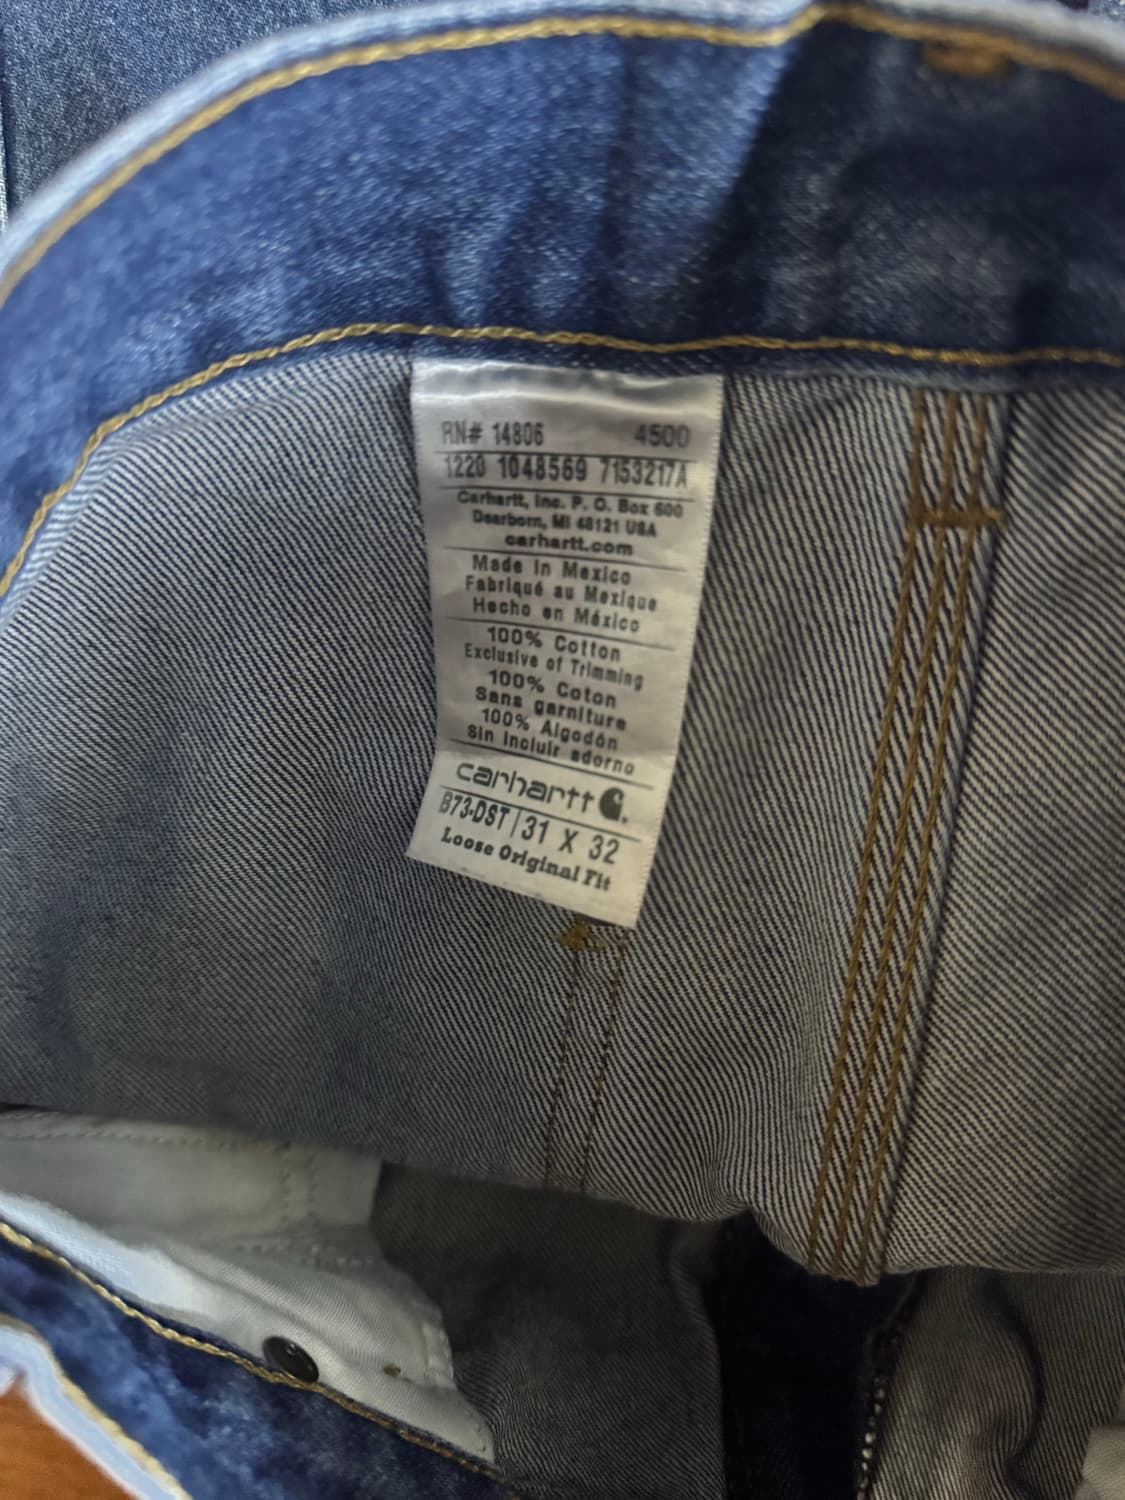 RN# 14806 4500
1220 1048569 7153217A
Carhartt, Inc. P. O. Box 600
Dearborn, MI 48121 USA
carhartt.com
Made in Mexico
Fabriqué au Mexique
Hecho en México
100% Cotton
Exclusive of Trimming
100% Coton
Sans garniture
100% Algodón
Sin incluir adorno
carhartt
B73-DST | 31 X 32
Loose Original Fit